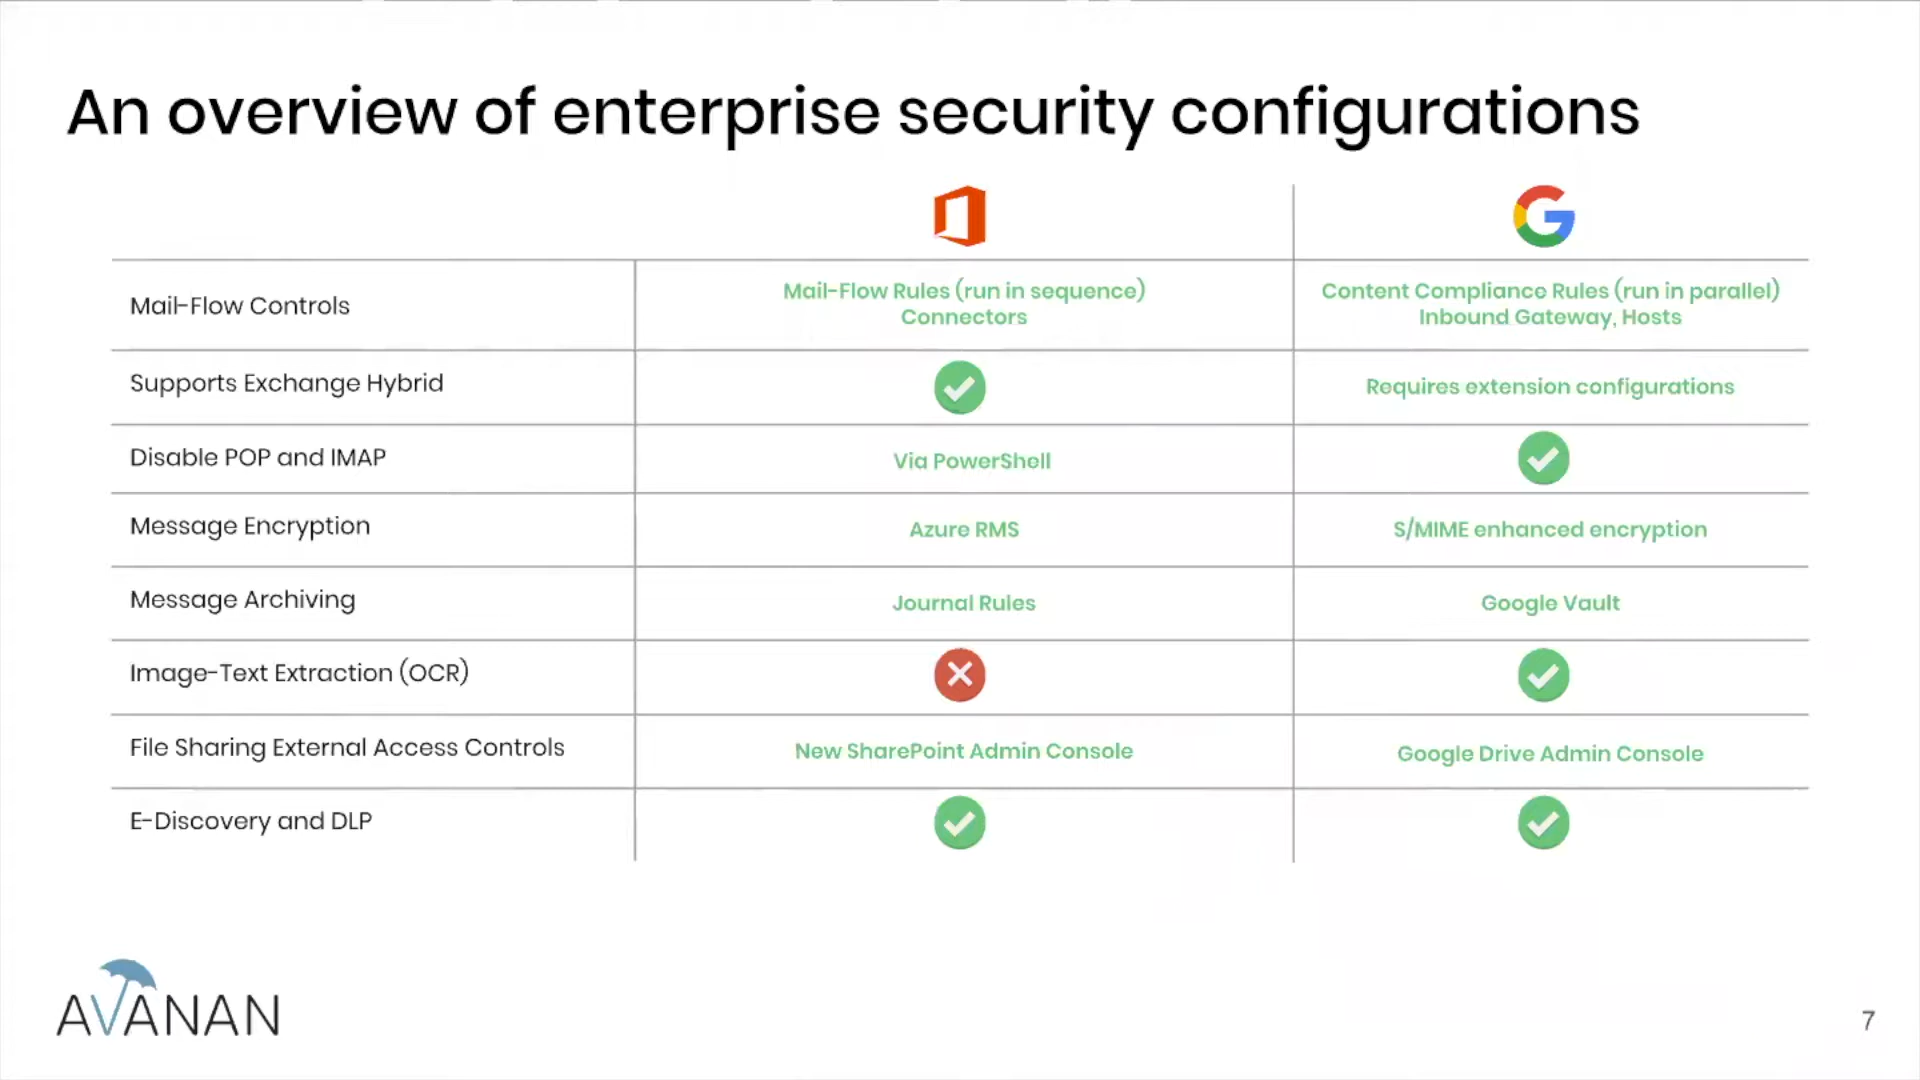 An overview of enterprise security configurations
Mail-Flow Controls
Mail-Flow Rules (run in sequence)
Connectors
Content Compliance Rules (run in parallel)
Inbound Gateway, Hosts
Supports Exchange Hybrid
Requires extension configurations
Disable POP and IMAP
Via PowerShell
Message Encryption
Azure RMS
S/MIME enhanced encryption
Message Archiving
Journal Rules
Google Vault
Image-Text Extraction (OCR)
File Sharing External Access Controls
New SharePoint Admin Console
Google Drive Admin Console
E-Discovery and DLP
AVANAN
7